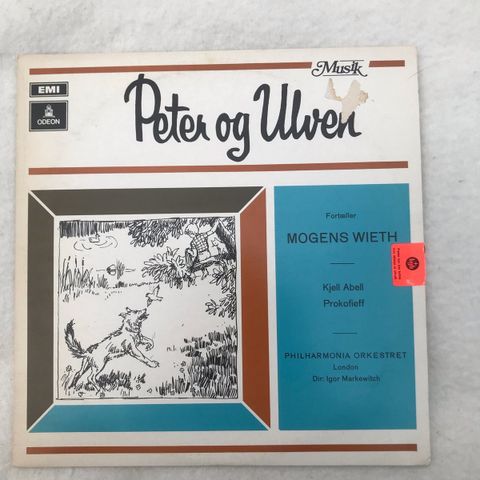 EMI
ODEON
Musik
Peter og Ulven
Fortæller
MOGENS WIETH
Kjell Abell
Prokofieff
PHILHARMONIA ORKESTRET
London
Dir: Igor Markewitch